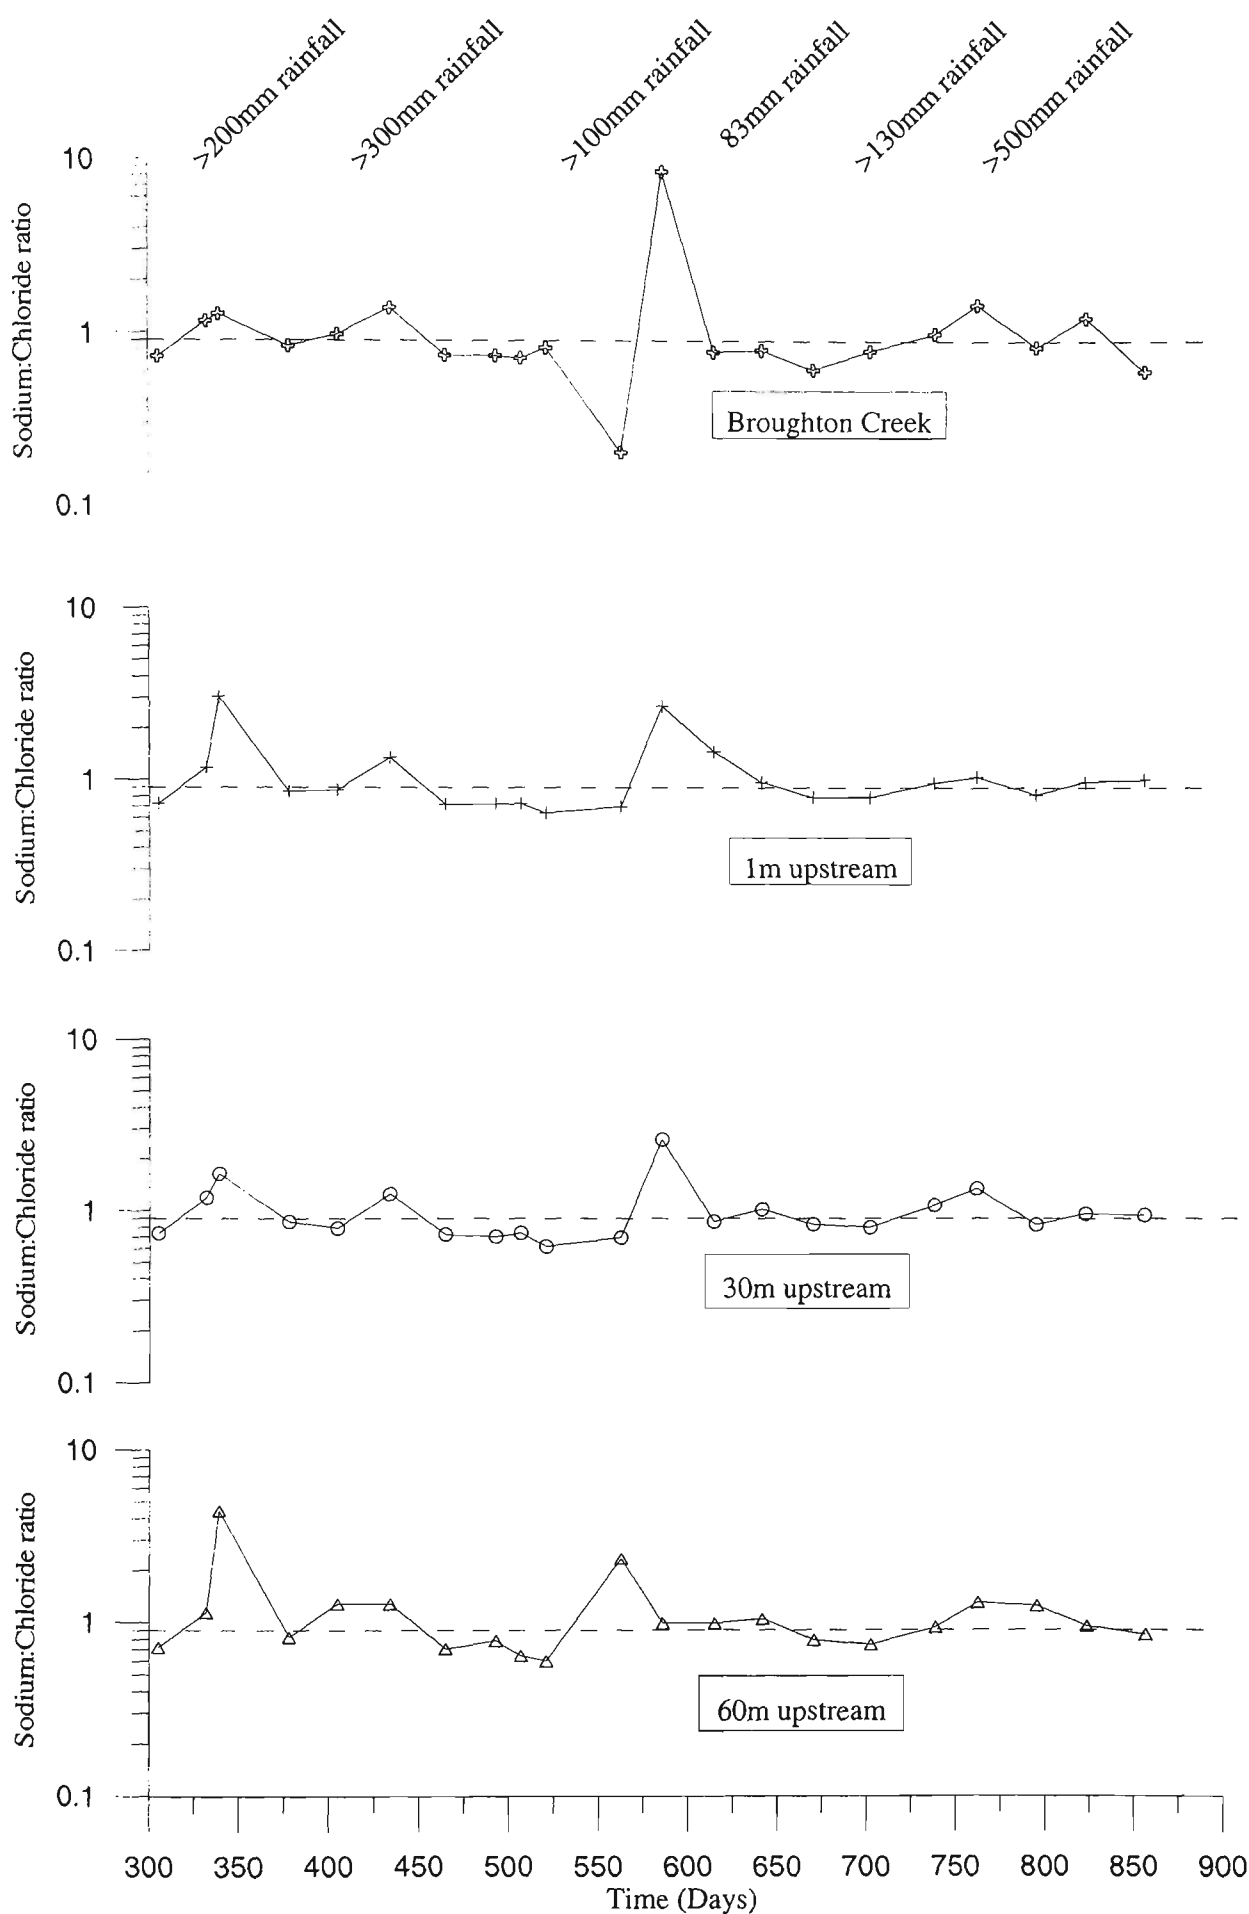 >200mm rainfall
>300mm rainfall
>100mm rainfall
83mm rainfall
>130mm rainfall
>500mm rainfall
10
1
0.1
Sodium:Chloride ratio
Broughton Creek
10
1
0.1
Sodium:Chloride ratio
1m upstream
10
1
0.1
Sodium:Chloride ratio
30m upstream
10
1
0.1
Sodium:Chloride ratio
60m upstream
300 350 400 450 500 550 600 650 700 750 800 850 900
Time (Days)